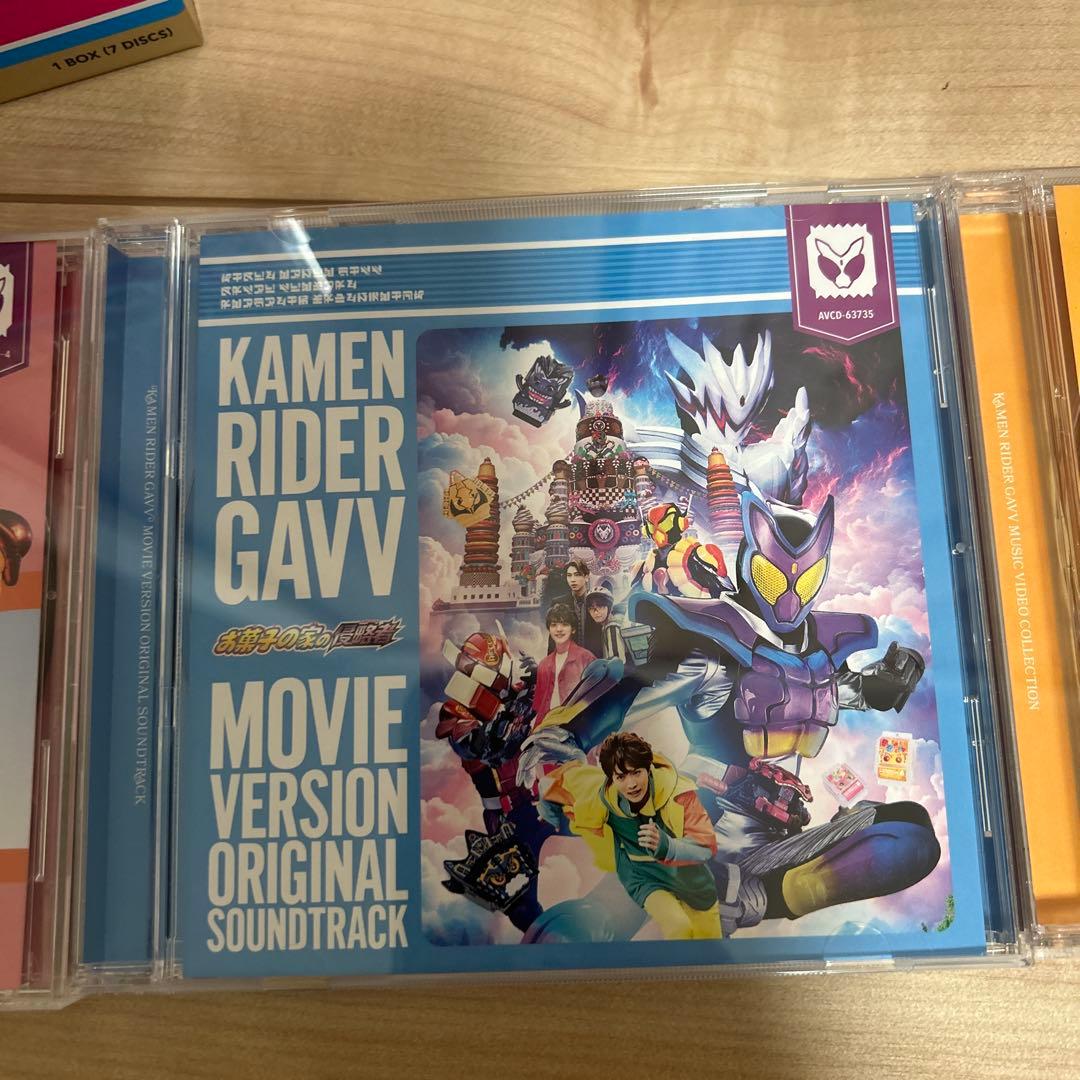 1 BOX (7 DISCS)
AVCD-63735
KAMEN
RIDER
GAVV
お菓子の家の侵略者
MOVIE
VERSION
ORIGINAL
SOUNDTRACK
KAMEN RIDER GAVV MOVIE VERSION ORIGINAL SOUNDTRACK
KAMEN RIDER GAVV MUSIC VIDEO COLLECTION